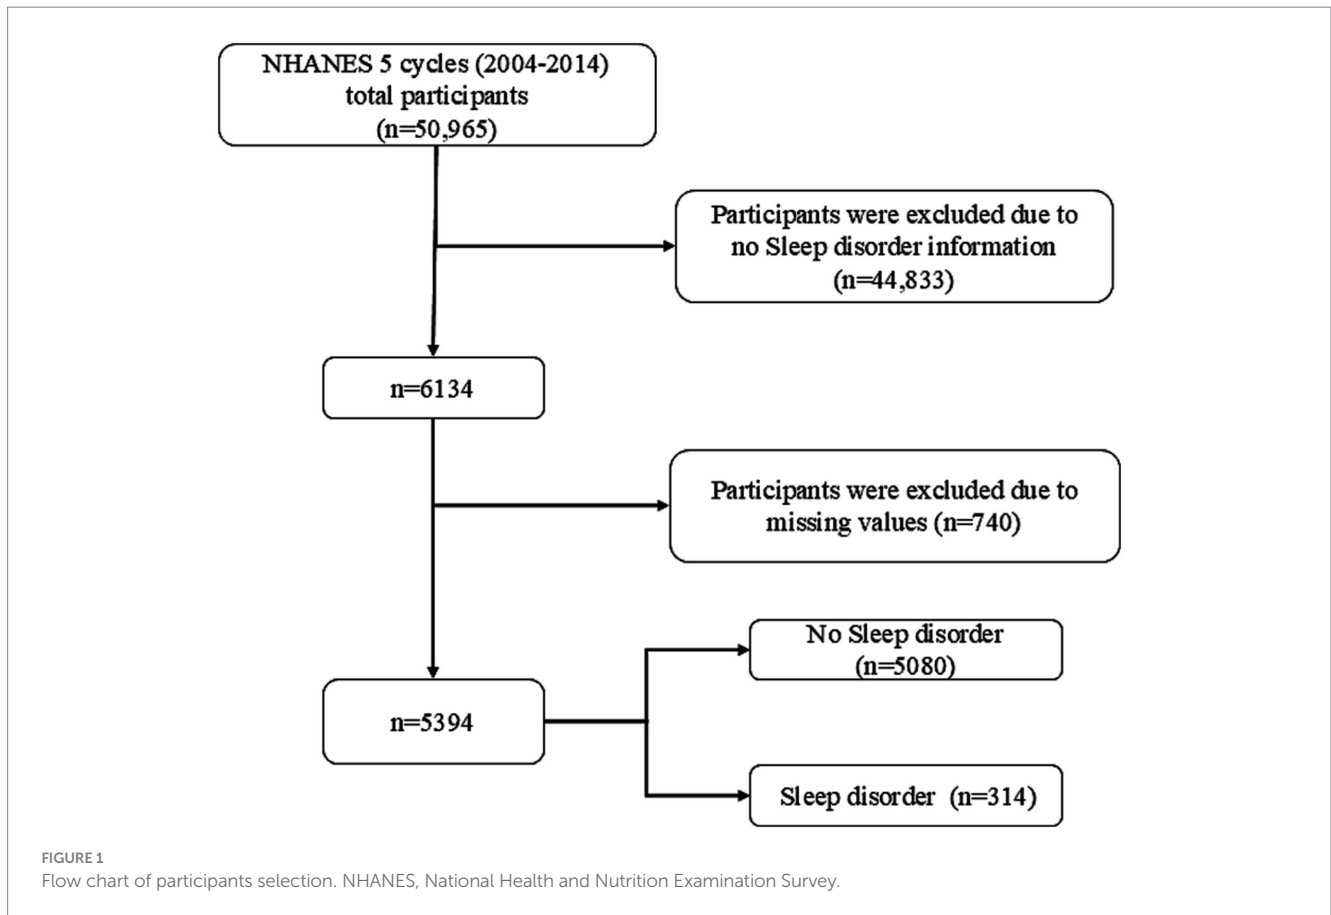 NHANES 5 cycles (2004-2014)
total participants
(n=50,965)
Participants were excluded due to
no Sleep disorder information
(n=44,833)
n=6134
Participants were excluded due to
missing values (n=740)
No Sleep disorder
(n=5080)
n=5394
Sleep disorder (n=314)
FIGURE 1
Flow chart of participants selection. NHANES, National Health and Nutrition Examination Survey.